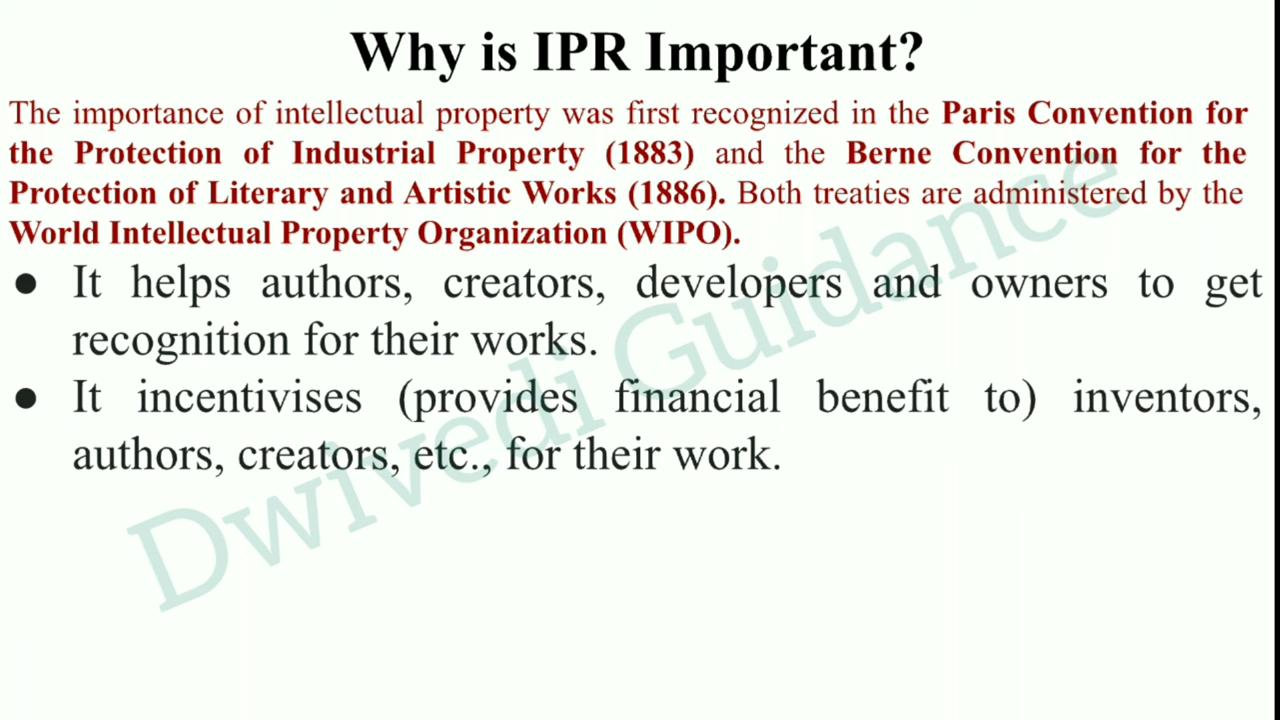 Why is IPR Important?
The importance of intellectual property was first recognized in the Paris Convention for
the Protection of Industrial Property (1883) and the Berne Convention for the
Protection of Literary and Artistic Works (1886). Both treaties are administered by the
World Intellectual Property Organization (WIPO).
● It helps authors, creators, developers and owners to get
recognition for their works.
● It incentivises (provides financial benefit to) inventors,
authors, creators, etc., for their work.
Dwivedi Guidance